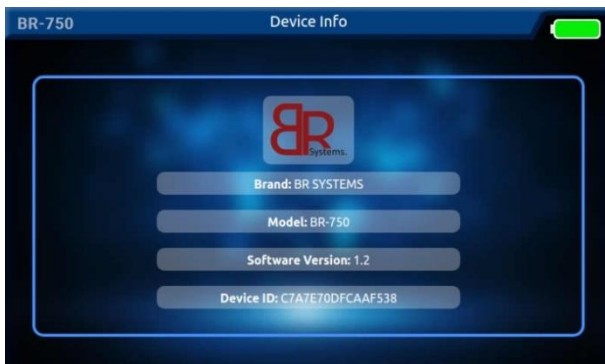 BR-750
Device Info
BR
Systems.
Brand: BR SYSTEMS
Model: BR-750
Software Version: 1.2
Device ID: C7A7E70DFCAAF538